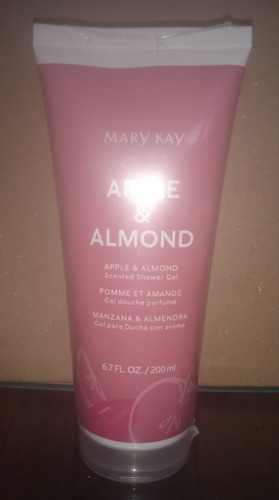 MARY KAY
APPLE
&
ALMOND
APPLE & ALMOND
Scented Shower Gel
POMME ET AMANDE
Gel douche parfumé
MANZANA & ALMENDRA
Gel para Ducha con aroma
6.7 FL. OZ. / 200 ml